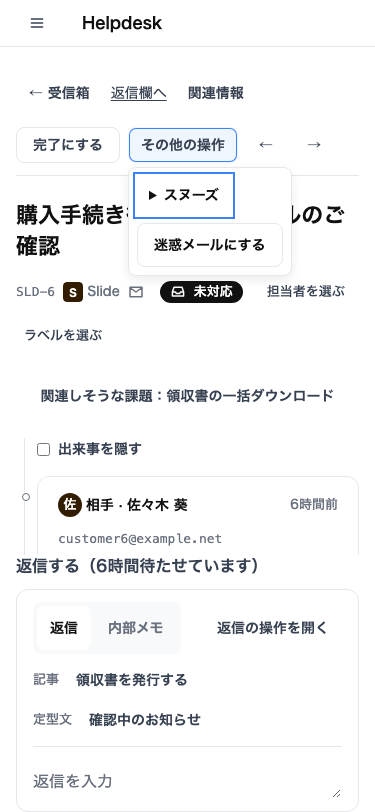 Helpdesk
← 受信箱 返信欄へ 関連情報
完了にする その他の操作 ← →
▶ スヌーズ
迷惑メールにする
購入手続き
ルのご
確認
SLD-6 S Slide 未対応 担当者を選ぶ
ラベルを選ぶ
関連しそうな課題：領収書の一括ダウンロード
出来事を隠す
佐 相手 · 佐々木 葵 6時間前
customer6@example.net
返信する（6時間待たせています）
返信 内部メモ 返信の操作を開く
記事 領収書を発行する
定型文 確認中のお知らせ
返信を入力